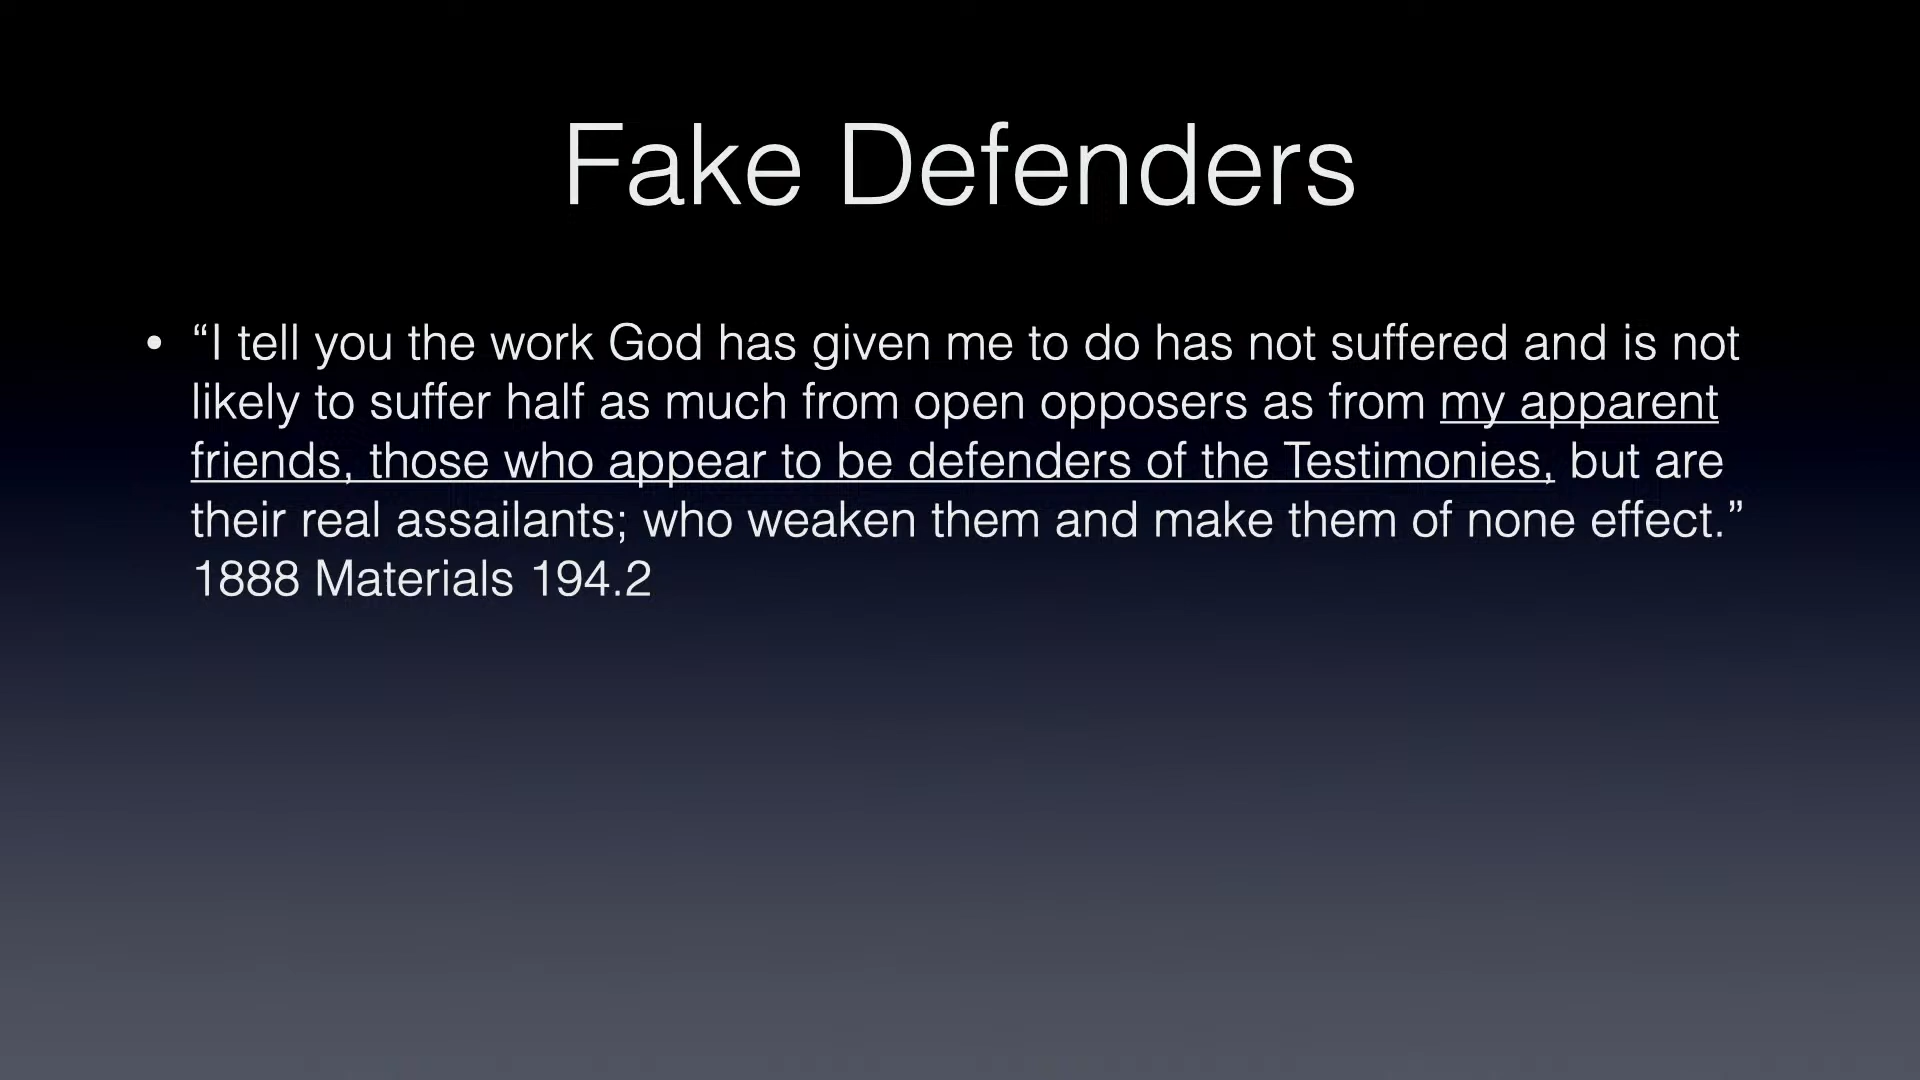 Fake Defenders
• “I tell you the work God has given me to do has not suffered and is not
likely to suffer half as much from open opposers as from my apparent
friends, those who appear to be defenders of the Testimonies, but are
their real assailants; who weaken them and make them of none effect.”
1888 Materials 194.2